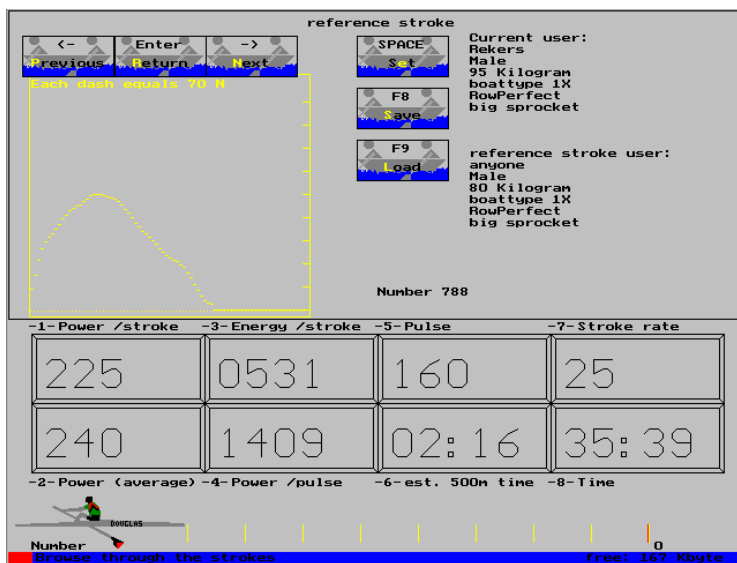 reference stroke
<- Enter ->
Previous Return Next
Each dash equals 70 N
SPACE
Set
F8
Save
F9
Load
Current user:
Rekers
Male
95 Kilogram
boattype 1X
RowPerfect
big sprocket
reference stroke user:
anyone
Male
80 Kilogram
boattype 1X
RowPerfect
big sprocket
Number 788
-1-Power /stroke -3-Energy /stroke -5-Pulse -7-Stroke rate
225 0531 160 25
240 1409 02:16 35:39
-2-Power (average) -4-Power /pulse -6-est. 500m time -8-Time
DOUGLAS
Number 0
Browse through the strokes free: 167 Kbyte